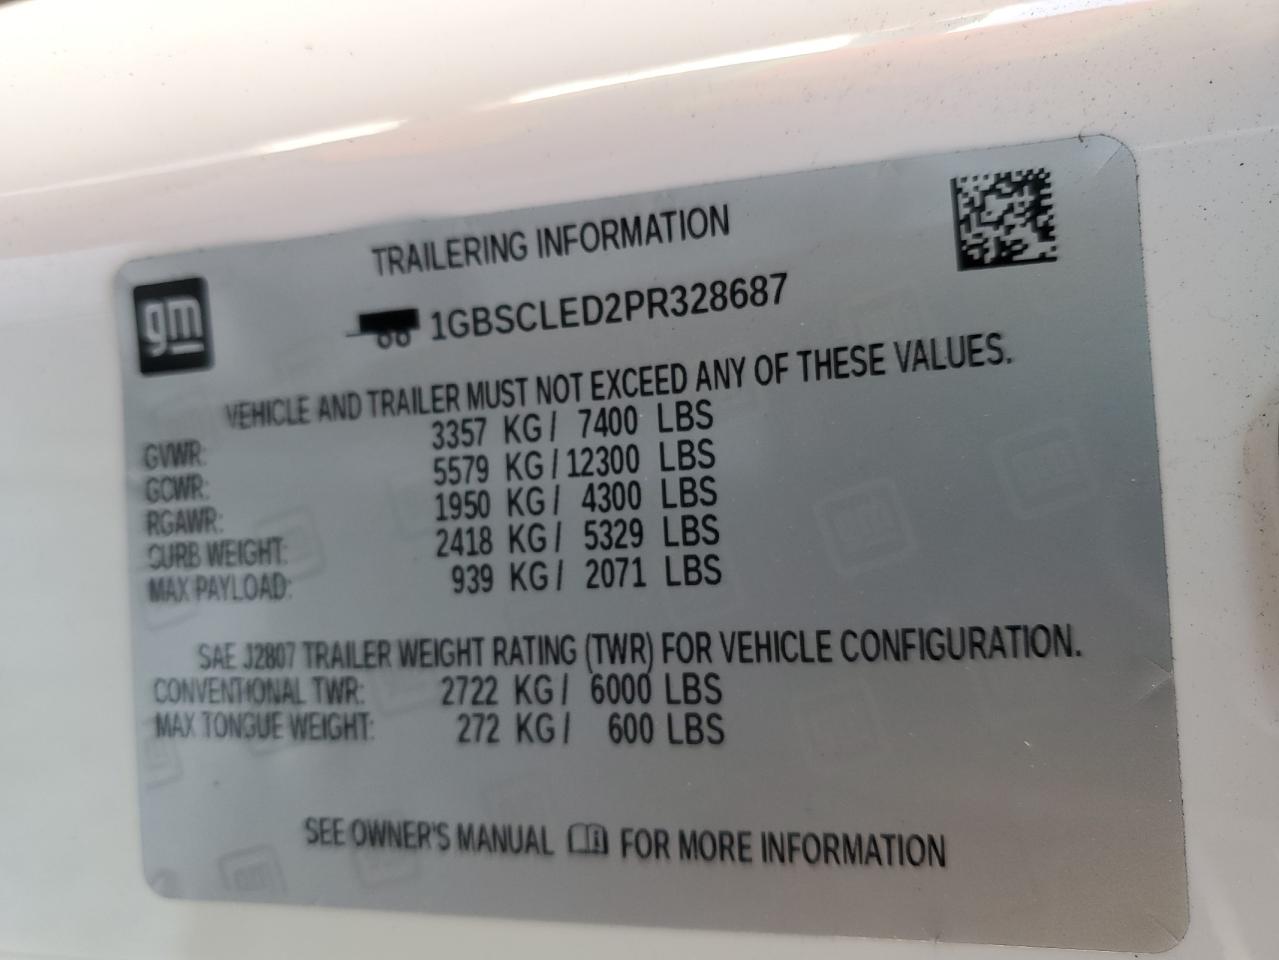 TRAILERING INFORMATION
gm
1GBSCLED2PR328687
VEHICLE AND TRAILER MUST NOT EXCEED ANY OF THESE VALUES.
GVWR: 3357 KG/ 7400 LBS
GCWR: 5579 KG/12300 LBS
RGAWR: 1950 KG/ 4300 LBS
CURB WEIGHT: 2418 KG/ 5329 LBS
MAX PAYLOAD: 939 KG/ 2071 LBS
SAE J2807 TRAILER WEIGHT RATING (TWR) FOR VEHICLE CONFIGURATION.
CONVENTIONAL TWR: 2722 KG/ 6000 LBS
MAX TONGUE WEIGHT: 272 KG/ 600 LBS
SEE OWNER'S MANUAL FOR MORE INFORMATION